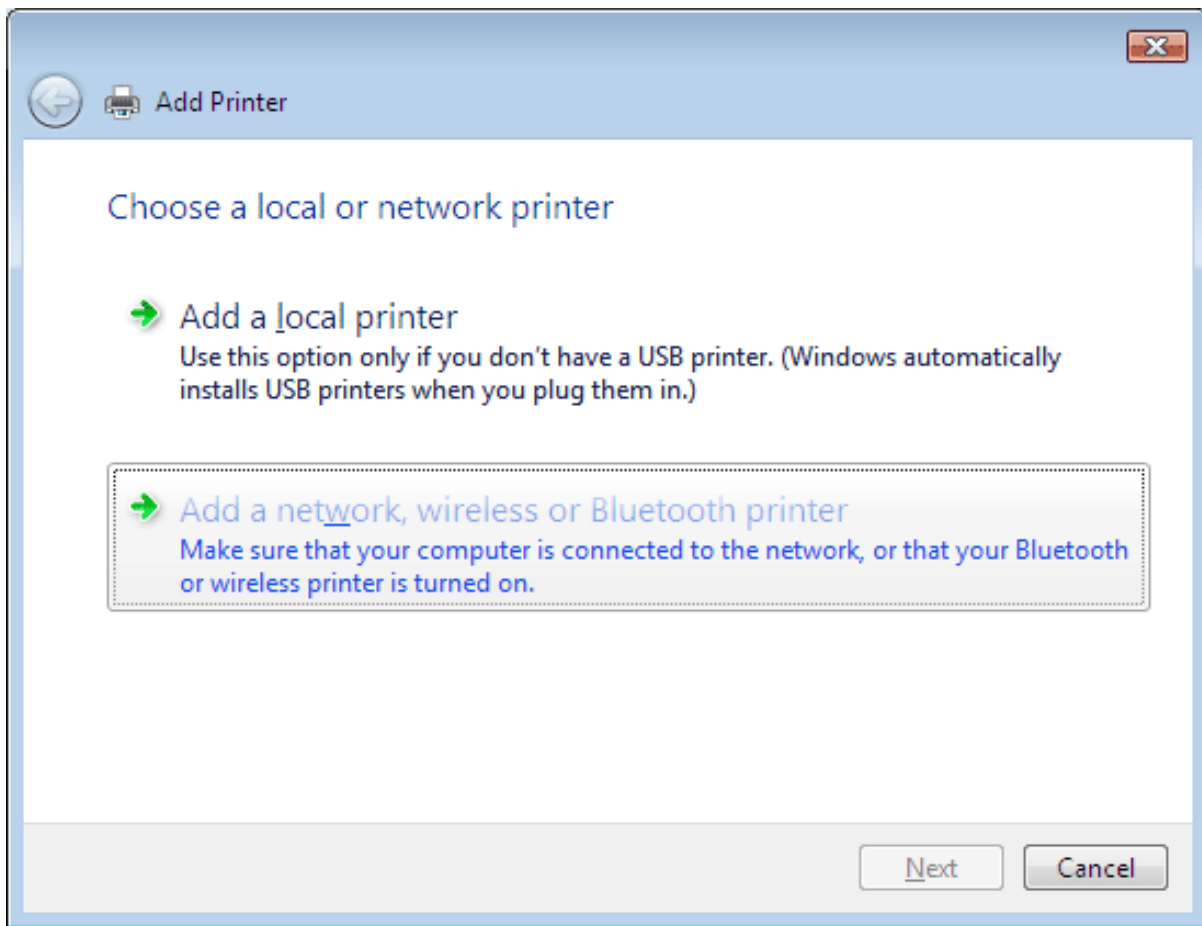 Add Printer
Choose a local or network printer
Add a local printer
Use this option only if you don't have a USB printer. (Windows automatically
installs USB printers when you plug them in.)
Add a network, wireless or Bluetooth printer
Make sure that your computer is connected to the network, or that your Bluetooth
or wireless printer is turned on.
Next
Cancel